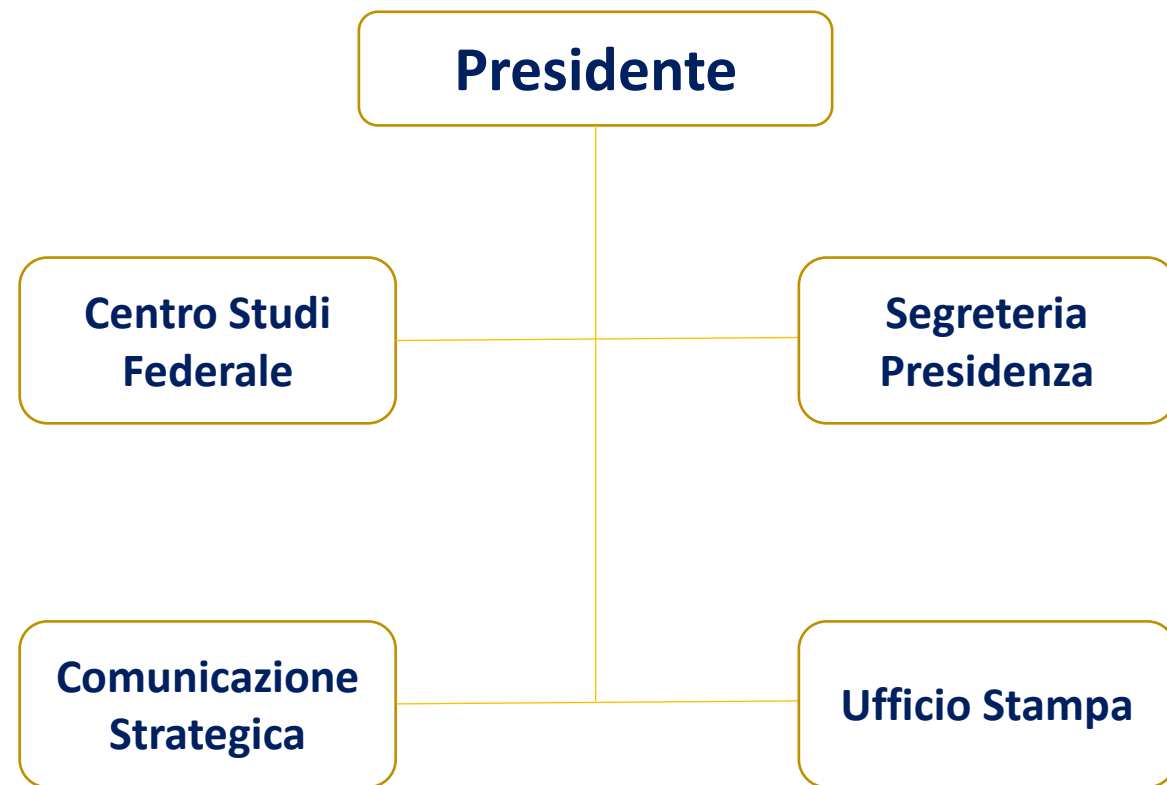 Presidente
Centro Studi
Federale
Segreteria
Presidenza
Comunicazione
Strategica
Ufficio Stampa